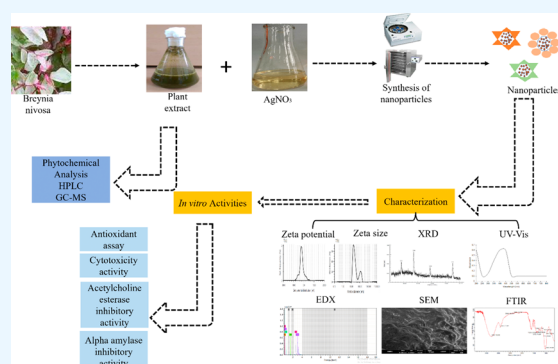 Breynia
nivosa
Plant
extract
+
AgNO₃
Synthesis of
nanoparticles
Nanoparticles
Phytochemical
Analysis
HPLC
GC-MS
In vitro Activities
Characterization
Antioxidant
assay
Cytotoxicity
activity
Acetylcholine
esterase
inhibitory
activity
Alpha amylase
inhibitory
activity
Zeta potential
Zeta size
XRD
UV-Vis
EDX
SEM
FTIR